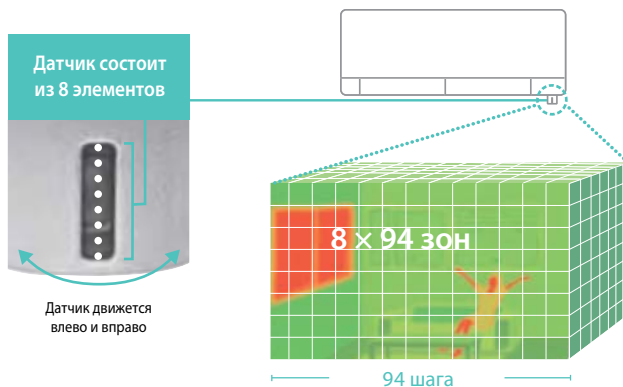 Датчик состоит
из 8 элементов
8 × 94 зон
Датчик движется
влево и вправо
94 шага